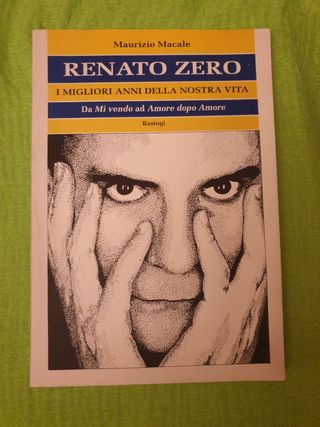 Maurizio Macale
RENATO ZERO
I MIGLIORI ANNI DELLA NOSTRA VITA
Da Mi vendo ad Amore dopo Amore
Bastogi